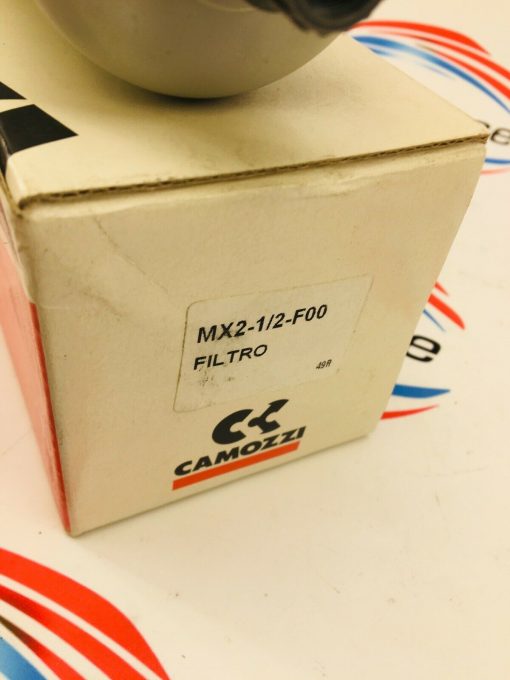 MX2-1/2-F00
FILTRO
49R
CAMOZZI